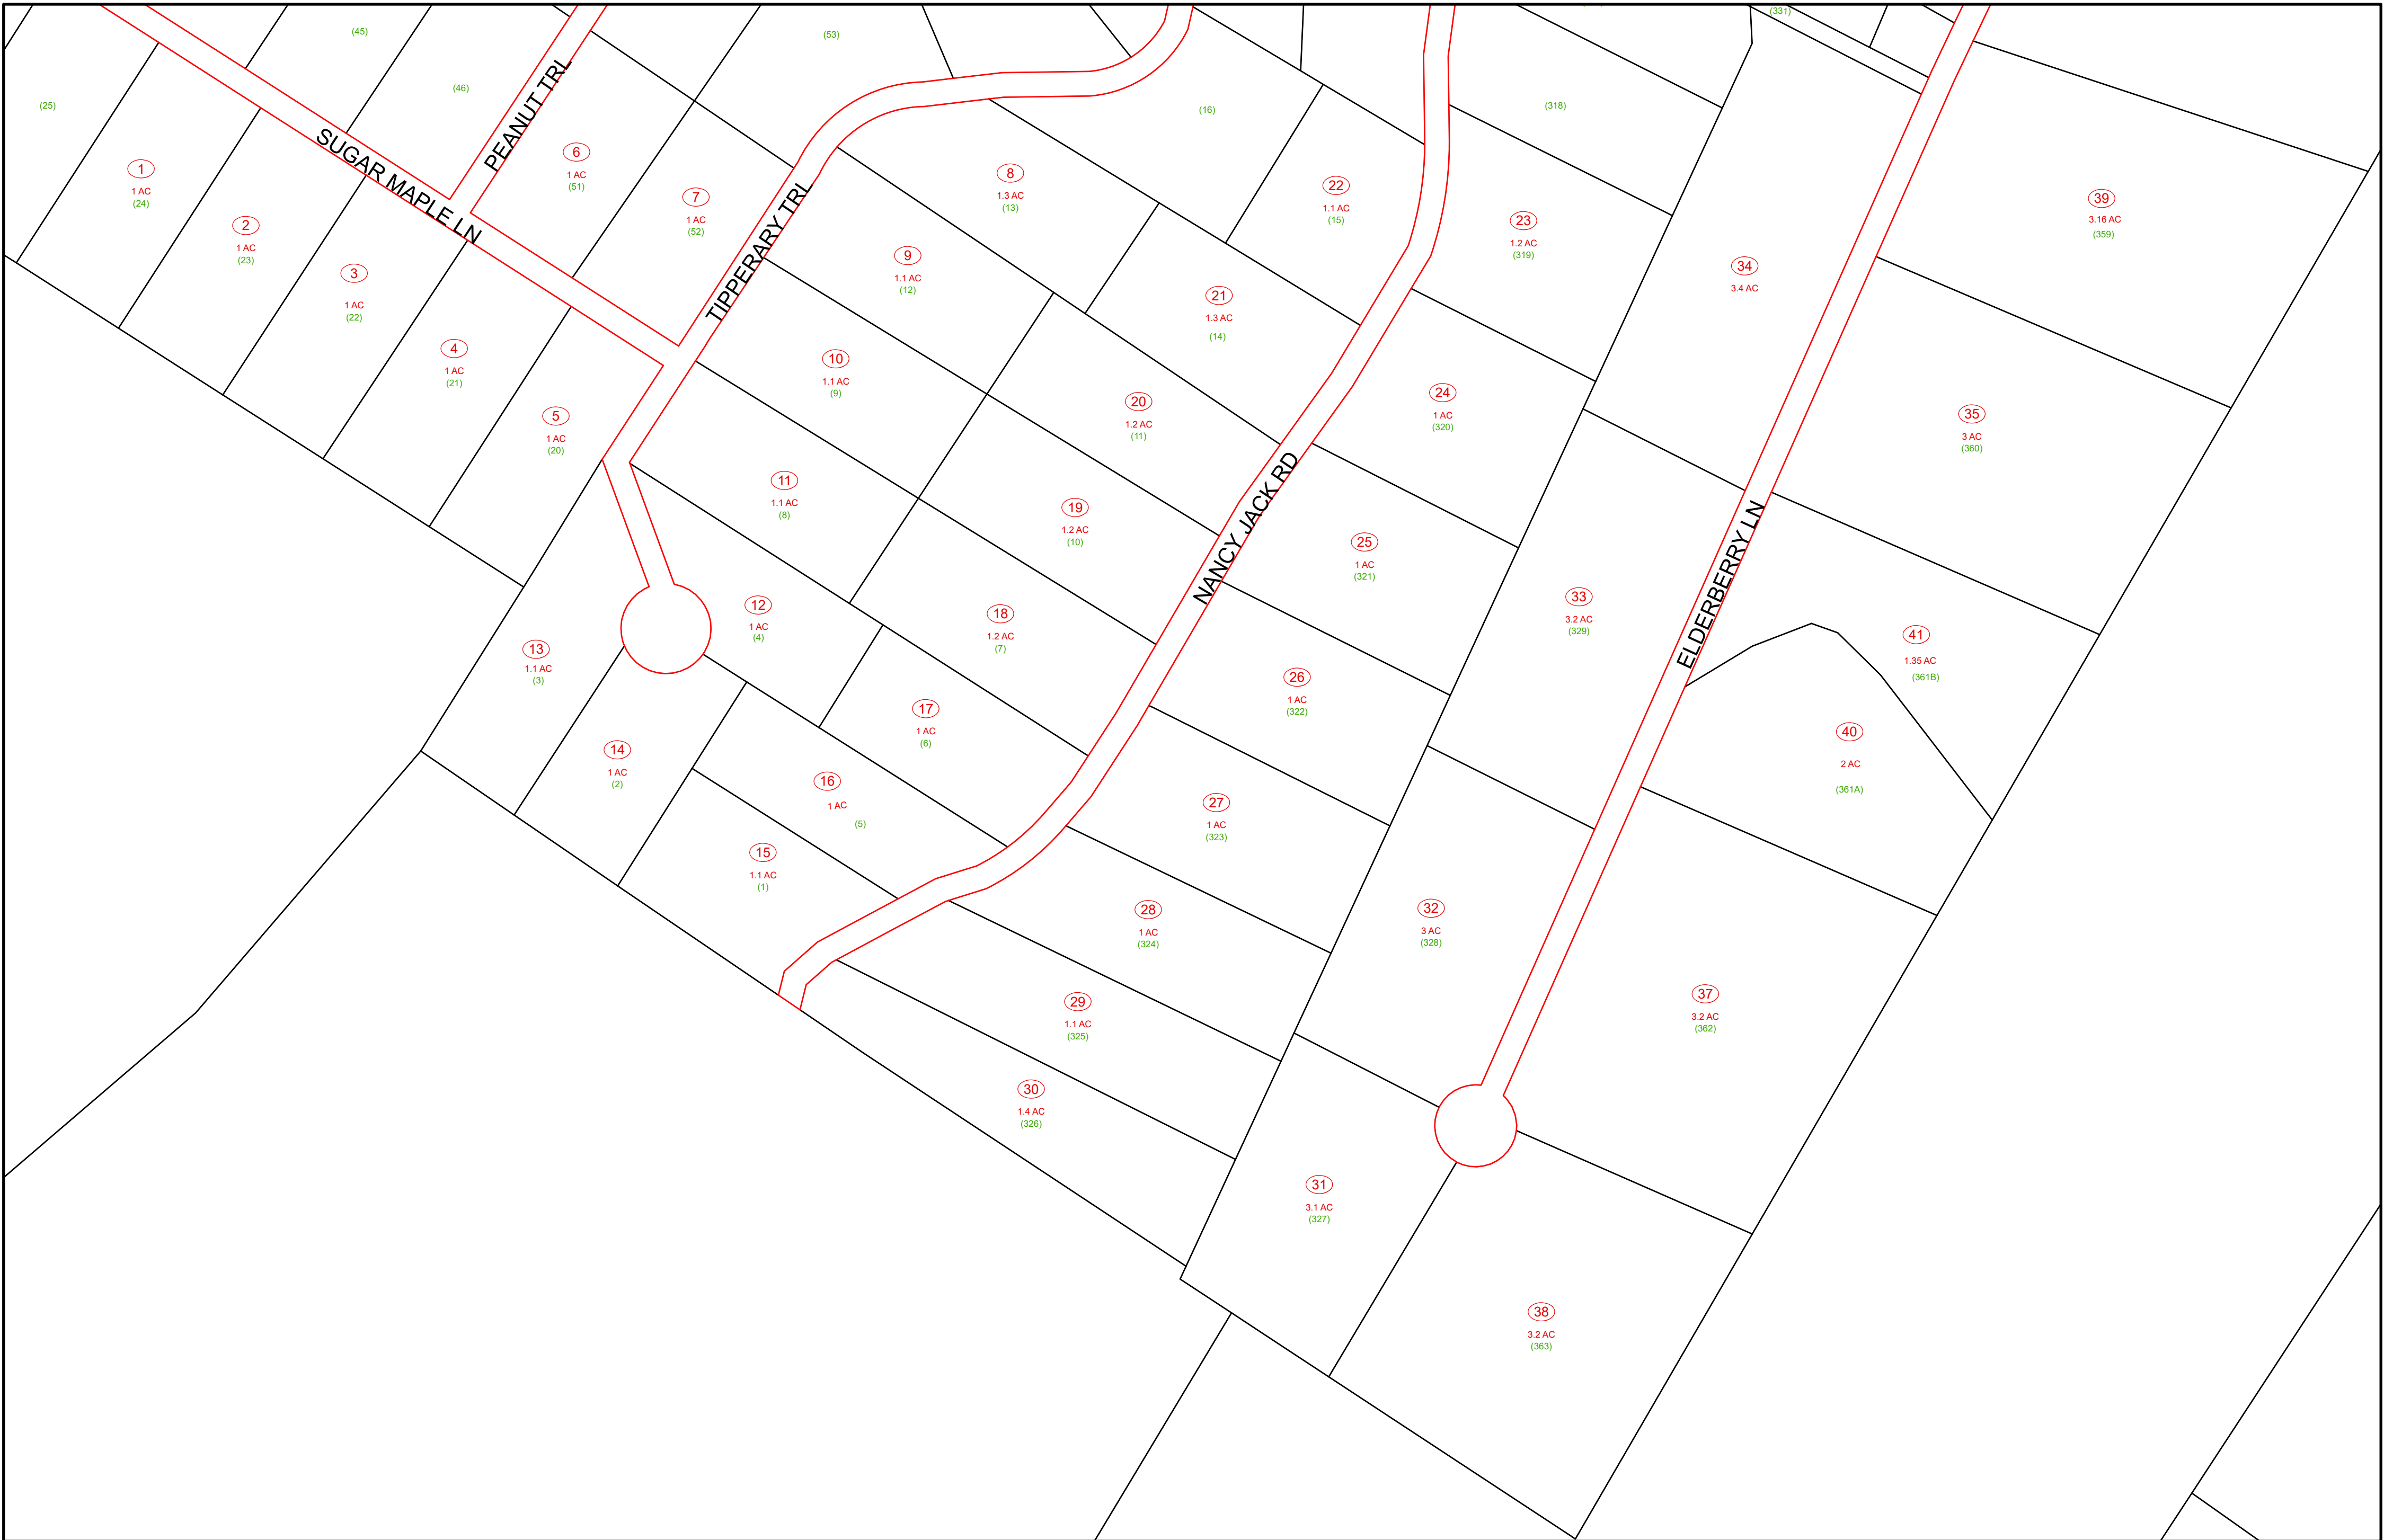 (25)
(45)
(46)
(53)
(16)
(318)
(331)
SUGAR MAPLE LN
PEANUT TRL
TIPPERARY TRL
NANCY JACK RD
ELDERBERRY LN
1
1 AC
(24)
2
1 AC
(23)
3
1 AC
(22)
4
1 AC
(21)
5
1 AC
(20)
6
1 AC
(51)
7
1 AC
(52)
8
1.3 AC
(13)
9
1.1 AC
(12)
10
1.1 AC
(9)
11
1.1 AC
(8)
12
1 AC
(4)
13
1.1 AC
(3)
14
1 AC
(2)
15
1.1 AC
(1)
16
1 AC
(5)
17
1 AC
(6)
18
1.2 AC
(7)
19
1.2 AC
(10)
20
1.2 AC
(11)
21
1.3 AC
(14)
22
1.1 AC
(15)
23
1.2 AC
(319)
24
1 AC
(320)
25
1 AC
(321)
26
1 AC
(322)
27
1 AC
(323)
28
1 AC
(324)
29
1.1 AC
(325)
30
1.4 AC
(326)
31
3.1 AC
(327)
32
3 AC
(328)
33
3.2 AC
(329)
34
3.4 AC
39
3.16 AC
(359)
35
3 AC
(360)
41
1.35 AC
(361B)
40
2 AC
(361A)
37
3.2 AC
(362)
38
3.2 AC
(363)